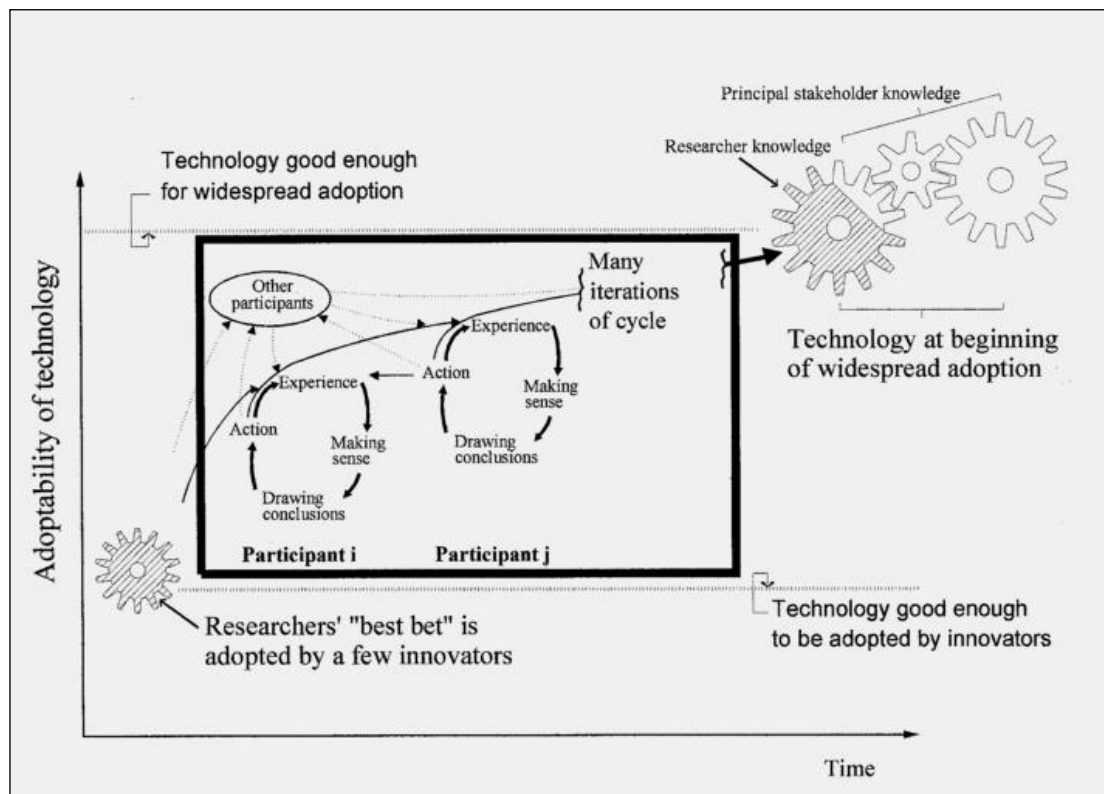 Principal stakeholder knowledge
Researcher knowledge
Technology good enough
for widespread adoption
Other
participants
Many
iterations
of cycle
Experience
Action
Making
sense
Drawing
conclusions
Experience
Action
Making
sense
Drawing
conclusions
Participant i
Participant j
Technology at beginning
of widespread adoption
Researchers' "best bet" is
adopted by a few innovators
Technology good enough
to be adopted by innovators
Adoptability of technology
Time